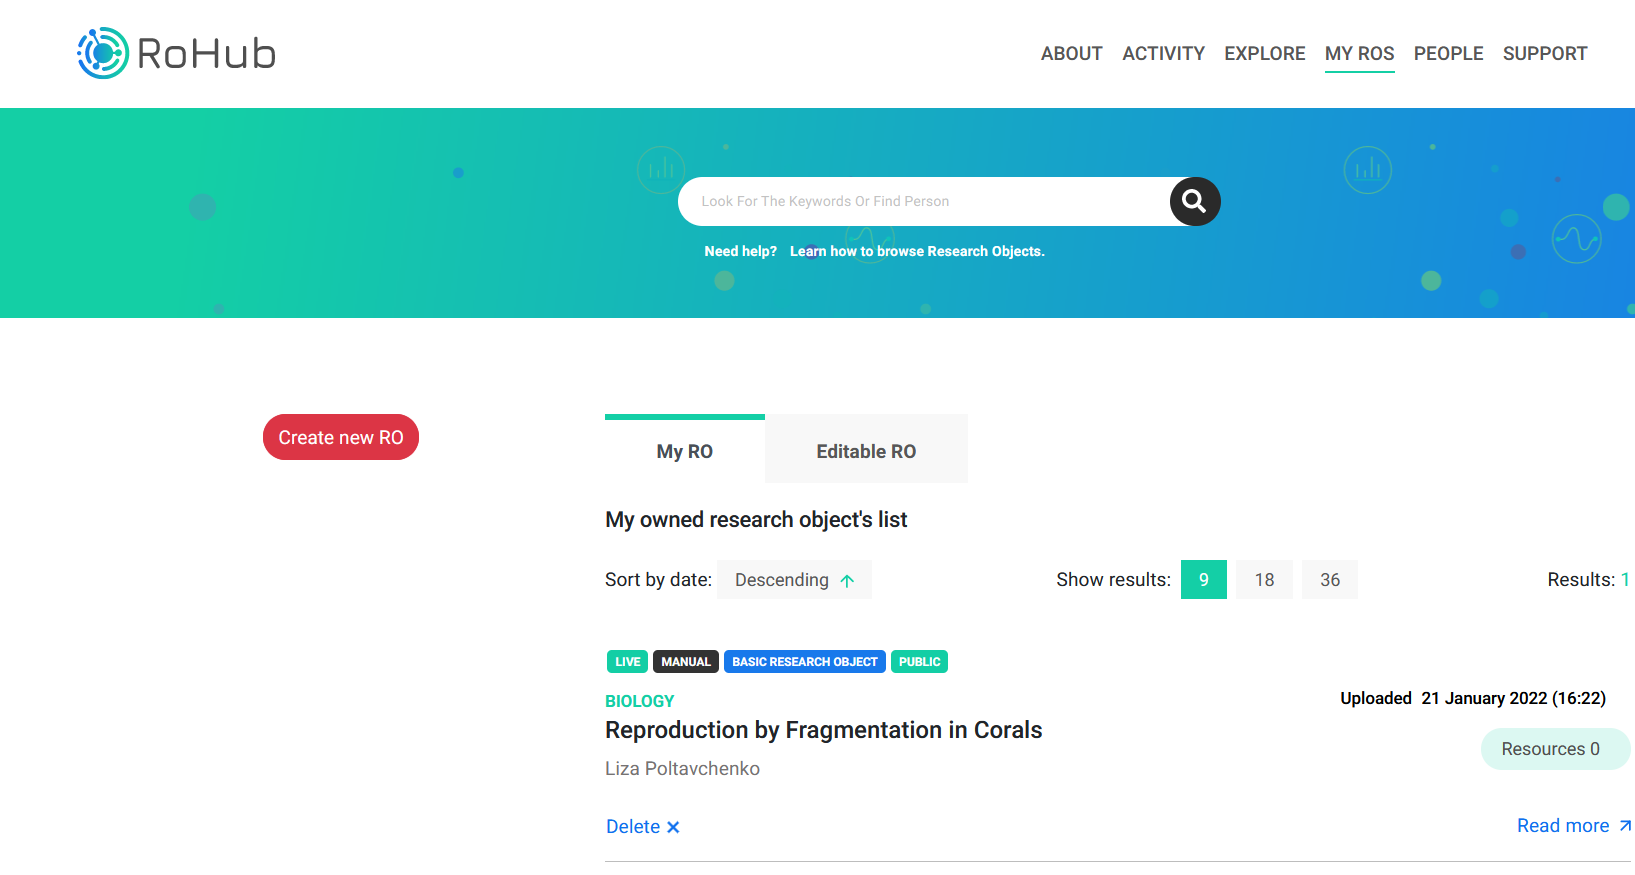 RoHub
ABOUT ACTIVITY EXPLORE MY ROS PEOPLE SUPPORT
Look For The Keywords Or Find Person
Need help? Learn how to browse Research Objects.
Create new RO
My RO Editable RO
My owned research object's list
Sort by date: Descending Show results: 9 18 36 Results: 1
LIVE MANUAL BASIC RESEARCH OBJECT PUBLIC
BIOLOGY Uploaded 21 January 2022 (16:22)
Reproduction by Fragmentation in Corals
Resources 0
Liza Poltavchenko
Delete Read more